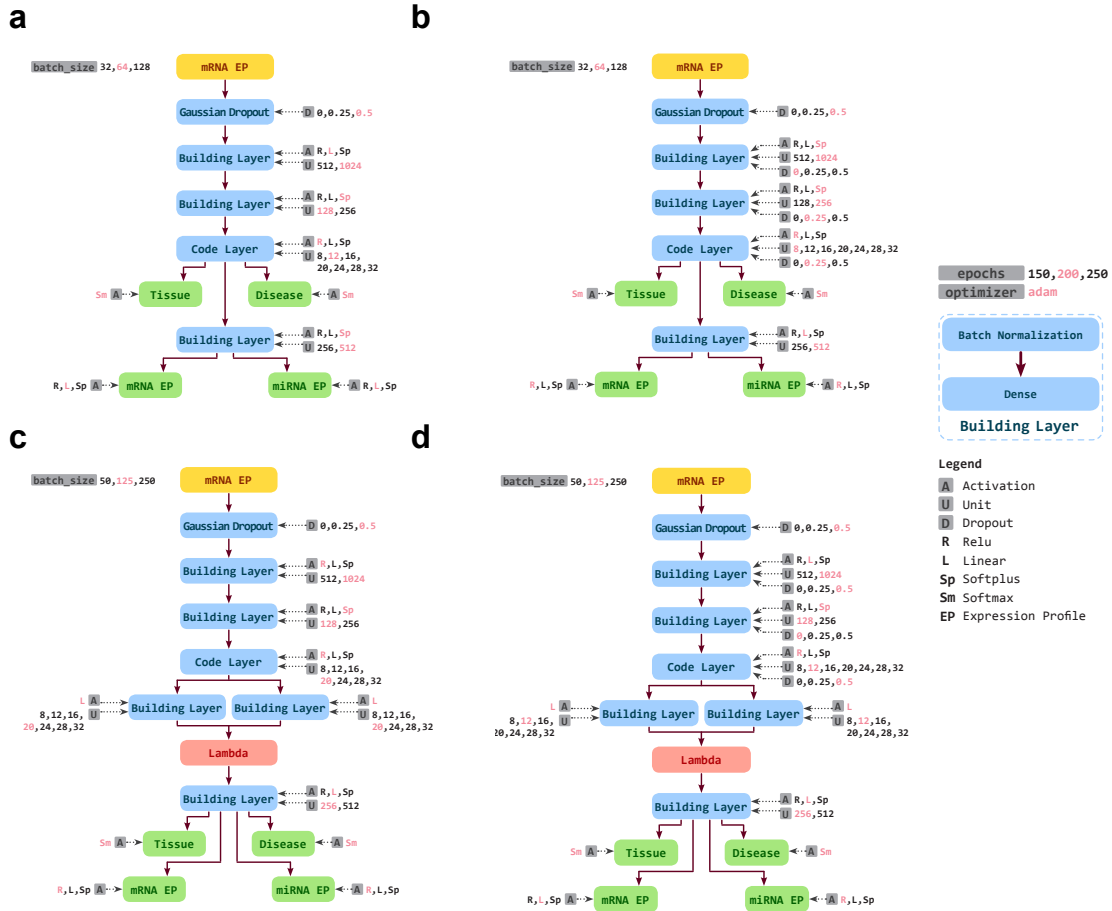 a
batch_size 32,64,128
mRNA EP
Gaussian Dropout
D 0,0.25,0.5
Building Layer
A R,L,Sp
U 512,1024
Building Layer
A R,L,Sp
U 128,256
Code Layer
A R,L,Sp
U 8,12,16,
20,24,28,32
Sm A
Tissue
Disease
A Sm
Building Layer
A R,L,Sp
U 256,512
R,L,Sp A
mRNA EP
miRNA EP
A R,L,Sp
b
batch_size 32,64,128
mRNA EP
Gaussian Dropout
D 0,0.25,0.5
Building Layer
A R,L,Sp
U 512,1024
D 0,0.25,0.5
Building Layer
A R,L,Sp
U 128,256
D 0,0.25,0.5
Code Layer
A R,L,Sp
U 8,12,16,20,24,28,32
D 0,0.25,0.5
Sm A
Tissue
Disease
A Sm
Building Layer
A R,L,Sp
U 256,512
R,L,Sp A
mRNA EP
miRNA EP
A R,L,Sp
c
batch_size 50,125,250
mRNA EP
Gaussian Dropout
D 0,0.25,0.5
Building Layer
A R,L,Sp
U 512,1024
Building Layer
A R,L,Sp
U 128,256
Code Layer
A R,L,Sp
U 8,12,16,
20,24,28,32
L A
8,12,16, U
20,24,28,32
Building Layer
Building Layer
A L
U 8,12,16,
20,24,28,32
Lambda
Building Layer
A R,L,Sp
U 256,512
Sm A
Tissue
Disease
A Sm
R,L,Sp A
mRNA EP
miRNA EP
A R,L,Sp
d
batch_size 50,125,250
mRNA EP
Gaussian Dropout
D 0,0.25,0.5
Building Layer
A R,L,Sp
U 512,1024
D 0,0.25,0.5
Building Layer
A R,L,Sp
U 128,256
D 0,0.25,0.5
Code Layer
A R,L,Sp
U 8,12,16,20,24,28,32
D 0,0.25,0.5
L A
8,12,16, U
20,24,28,32
Building Layer
Building Layer
A L
U 8,12,16,
20,24,28,32
Lambda
Building Layer
A R,L,Sp
U 256,512
Sm A
Tissue
Disease
A Sm
R,L,Sp A
mRNA EP
miRNA EP
A R,L,Sp
epochs 150,200,250
optimizer adam
Batch Normalization
Dense
Building Layer
Legend
A Activation
U Unit
D Dropout
R Relu
L Linear
Sp Softplus
Sm Softmax
EP Expression Profile